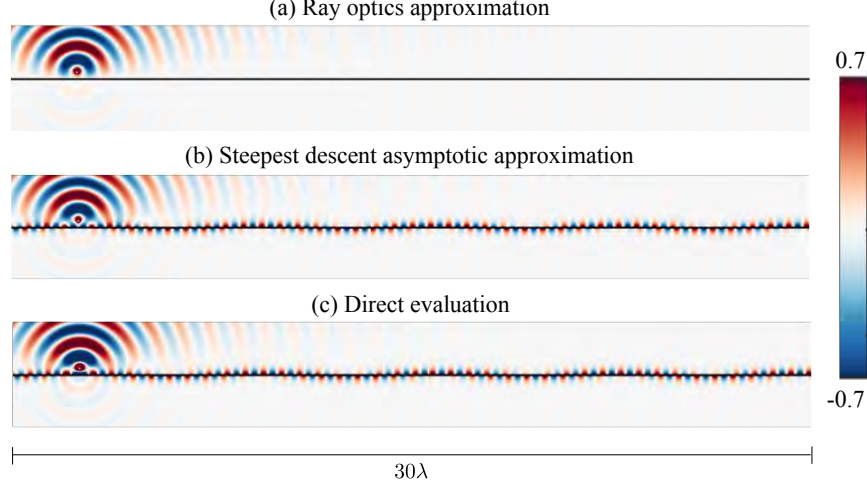 (a) Ray optics approximation
0.7
(b) Steepest descent asymptotic approximation
(c) Direct evaluation
-0.7
30λ